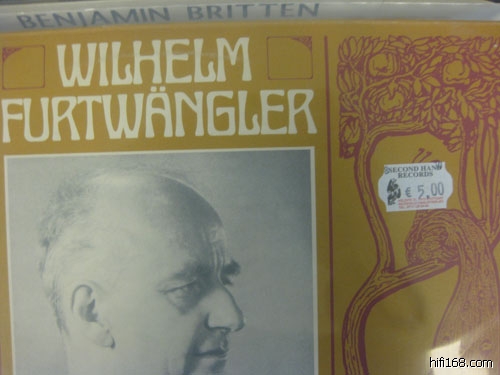 BENJAMIN BRITTEN
WILHELM
FURTWÄNGLER
SECOND HAND
RECORDS
€ 5,00
hifi168.com